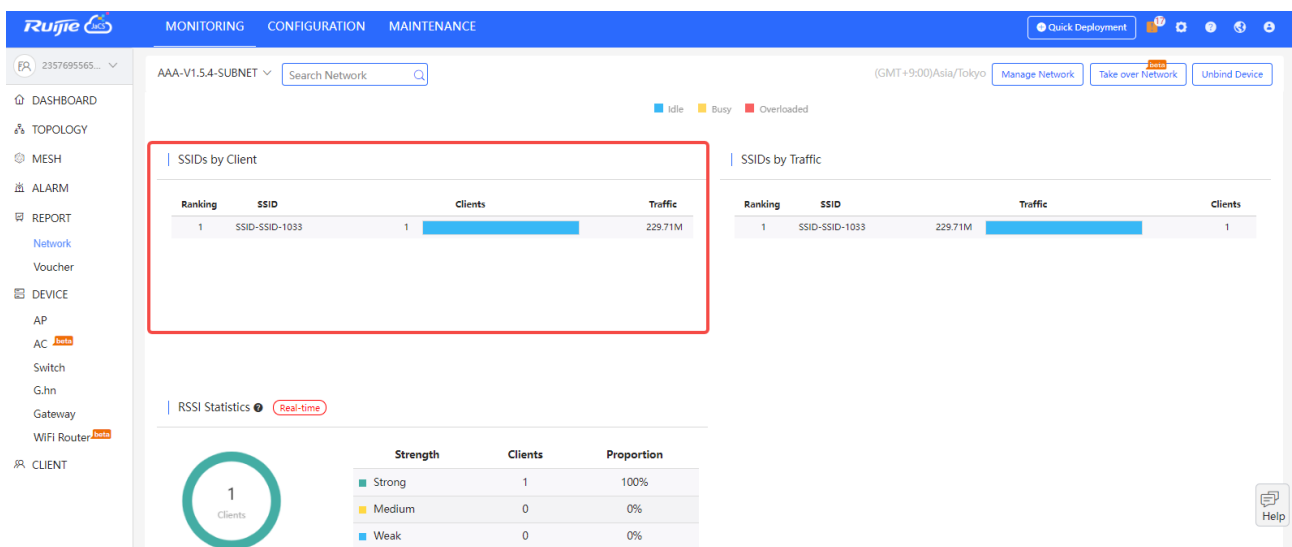 Ruijie JaCS MONITORING CONFIGURATION MAINTENANCE Quick Deployment 17
2357695565...
AAA-V1.5.4-SUBNET Search Network (GMT+9:00)Asia/Tokyo Manage Network Take over Network beta Unbind Device
DASHBOARD
TOPOLOGY
MESH
ALARM
REPORT
Network
Voucher
DEVICE
AP
AC beta
Switch
G.hn
Gateway
WiFi Router beta
CLIENT
Idle Busy Overloaded
SSIDs by Client
Ranking SSID Clients Traffic
1 SSID-SSID-1033 1 229.71M
SSIDs by Traffic
Ranking SSID Traffic Clients
1 SSID-SSID-1033 229.71M 1
RSSI Statistics ? Real-time
1
Clients
Strength Clients Proportion
Strong 1 100%
Medium 0 0%
Weak 0 0%
Help